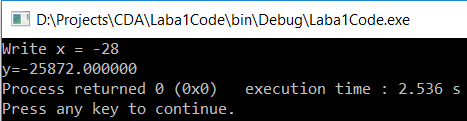 D:\Projects\CDA\Laba1Code\bin\Debug\Laba1Code.exe
Write x = -28
y=-25872.000000
Process returned 0 (0x0)   execution time : 2.536 s
Press any key to continue.